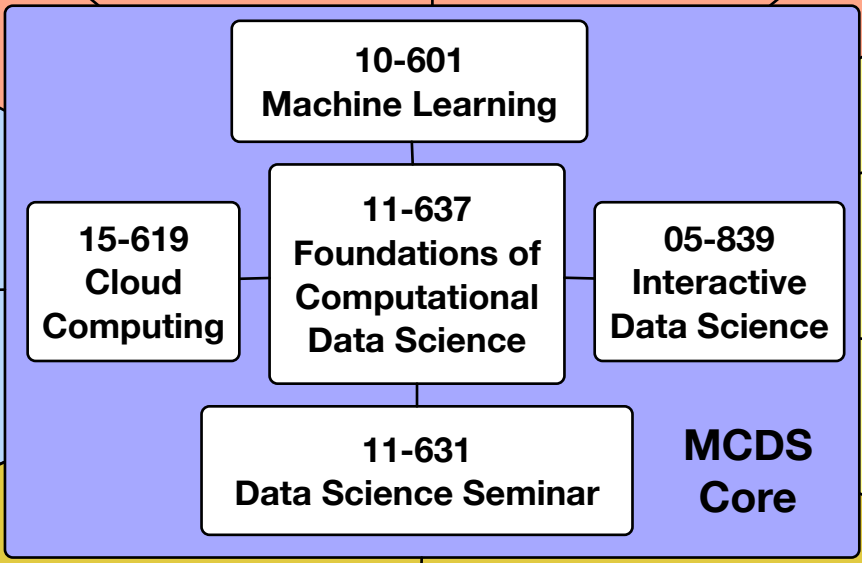 10-601
Machine Learning
11-637
Foundations of
Computational
Data Science
15-619
Cloud
Computing
05-839
Interactive
Data Science
11-631
Data Science Seminar
MCDS
Core